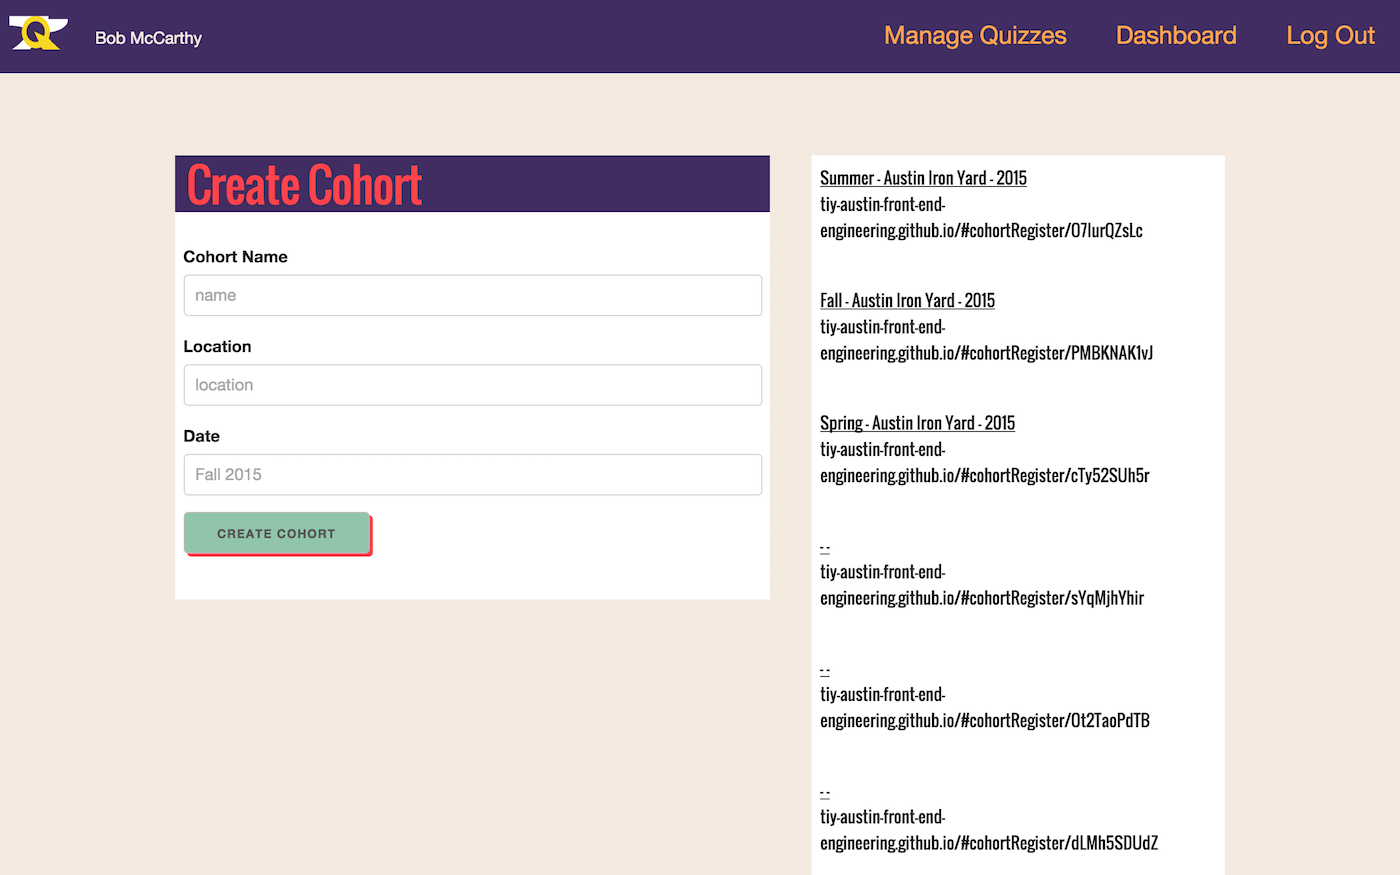 Q
Bob McCarthy
Manage Quizzes
Dashboard
Log Out
Create Cohort
Cohort Name
name
Location
location
Date
Fall 2015
CREATE COHORT
Summer - Austin Iron Yard - 2015
tiy-austin-front-end-
engineering.github.io/#cohortRegister/O7lurQZsLc
Fall - Austin Iron Yard - 2015
tiy-austin-front-end-
engineering.github.io/#cohortRegister/PMBKNAK1vJ
Spring - Austin Iron Yard - 2015
tiy-austin-front-end-
engineering.github.io/#cohortRegister/cTy52SUh5r
- -
tiy-austin-front-end-
engineering.github.io/#cohortRegister/sYqMjhYhir
- -
tiy-austin-front-end-
engineering.github.io/#cohortRegister/Ot2TaoPdTB
- -
tiy-austin-front-end-
engineering.github.io/#cohortRegister/dLMh5SDUdZ